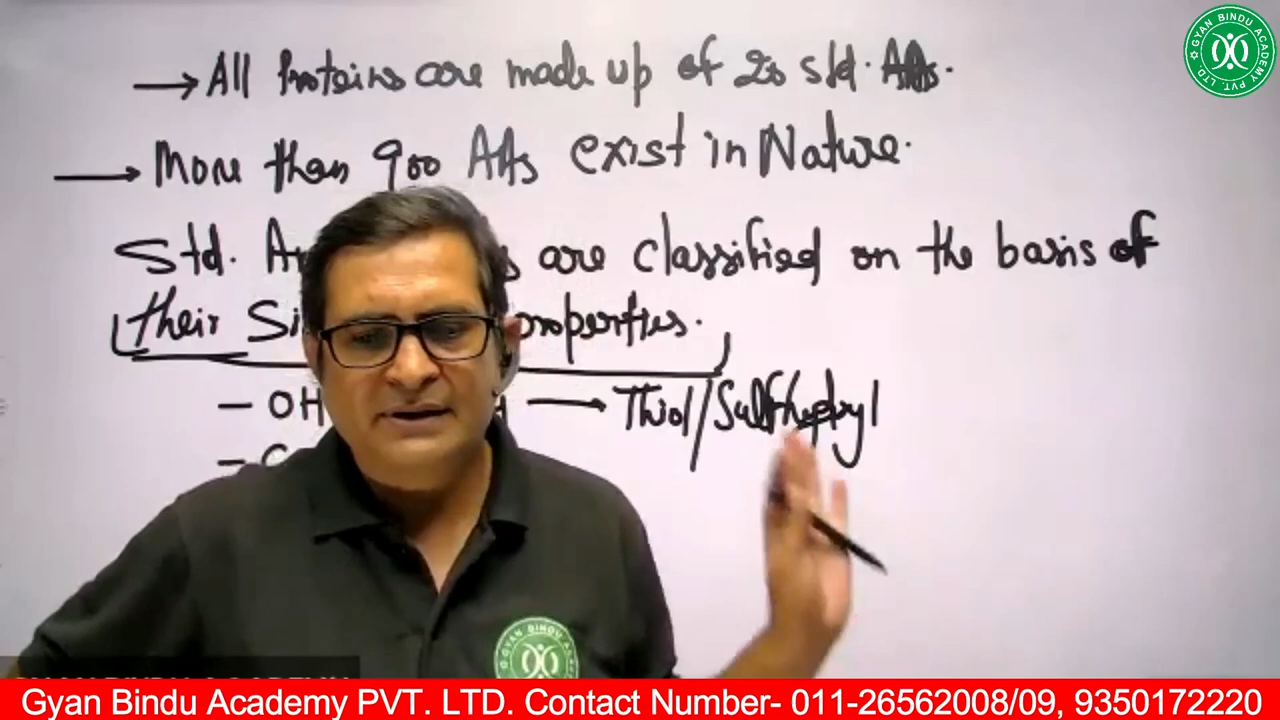 → All Proteins are made up of 20 std. AAs.
→ More than 900 AAs exist in Nature.
Std. are classified on the basis of
their properties.
- OH → Thiol/Sulfhydryl
GYAN BINDU ACADEMY PVT. LTD.
GYAN BINDU
Gyan Bindu Academy PVT. LTD. Contact Number- 011-26562008/09, 9350172220